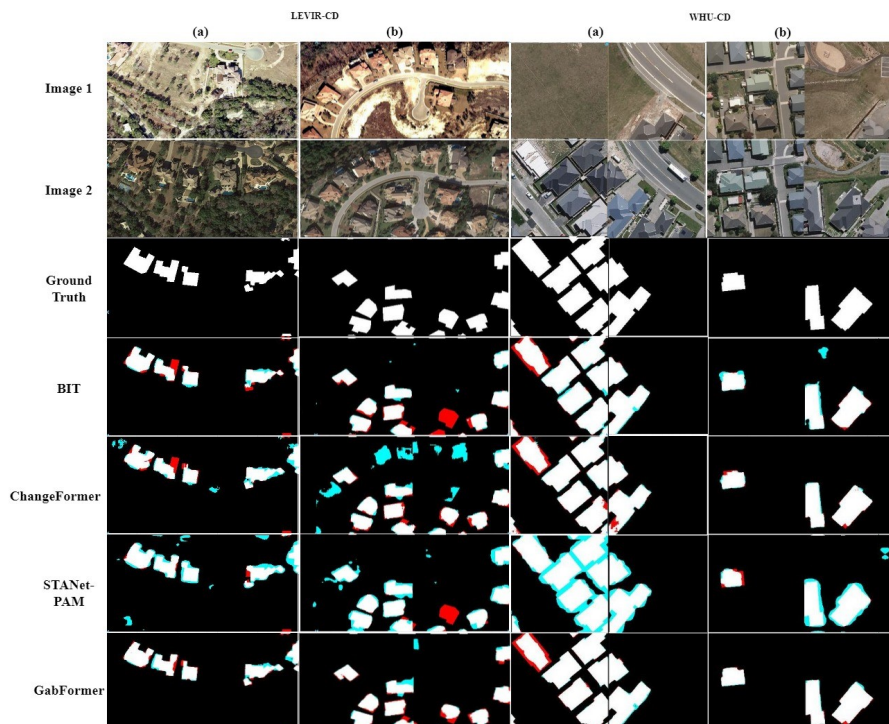 LEVIR-CD
WHU-CD
(a)
(b)
(a)
(b)
Image 1
Image 2
Ground
Truth
BIT
ChangeFormer
STANet-
PAM
GabFormer